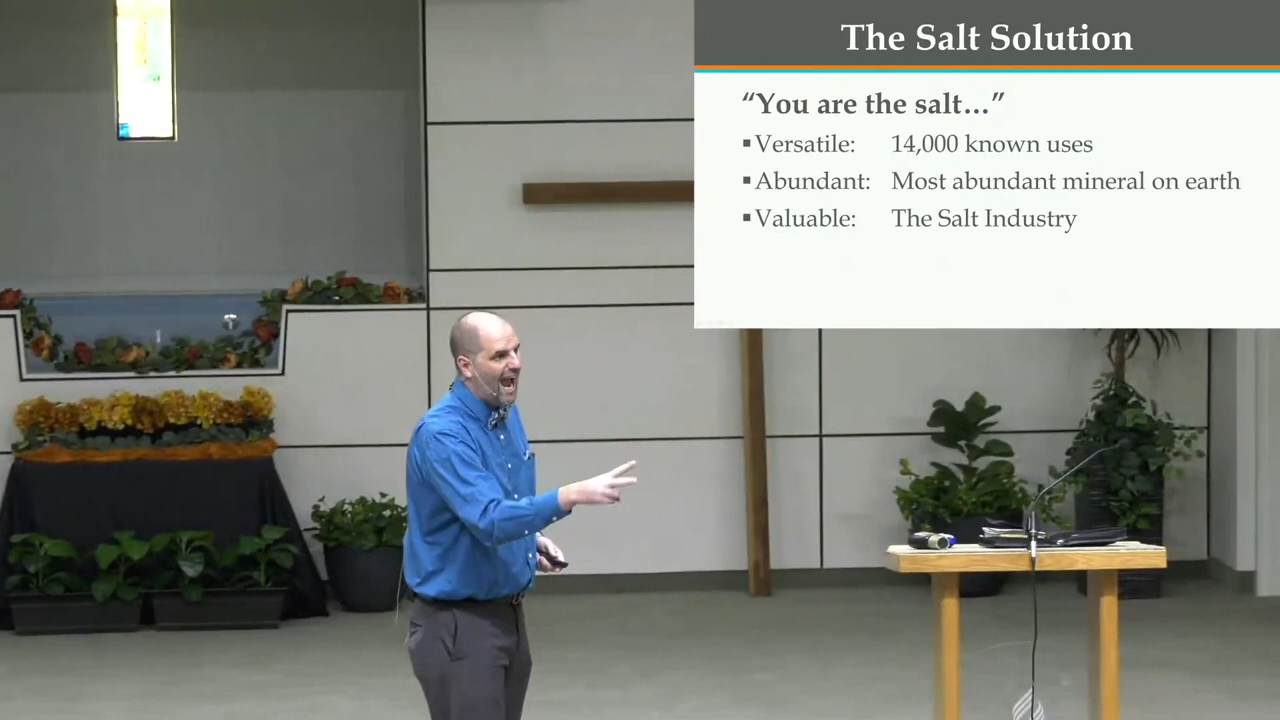 The Salt Solution
“You are the salt…”
▪Versatile: 14,000 known uses
▪Abundant: Most abundant mineral on earth
▪Valuable: The Salt Industry